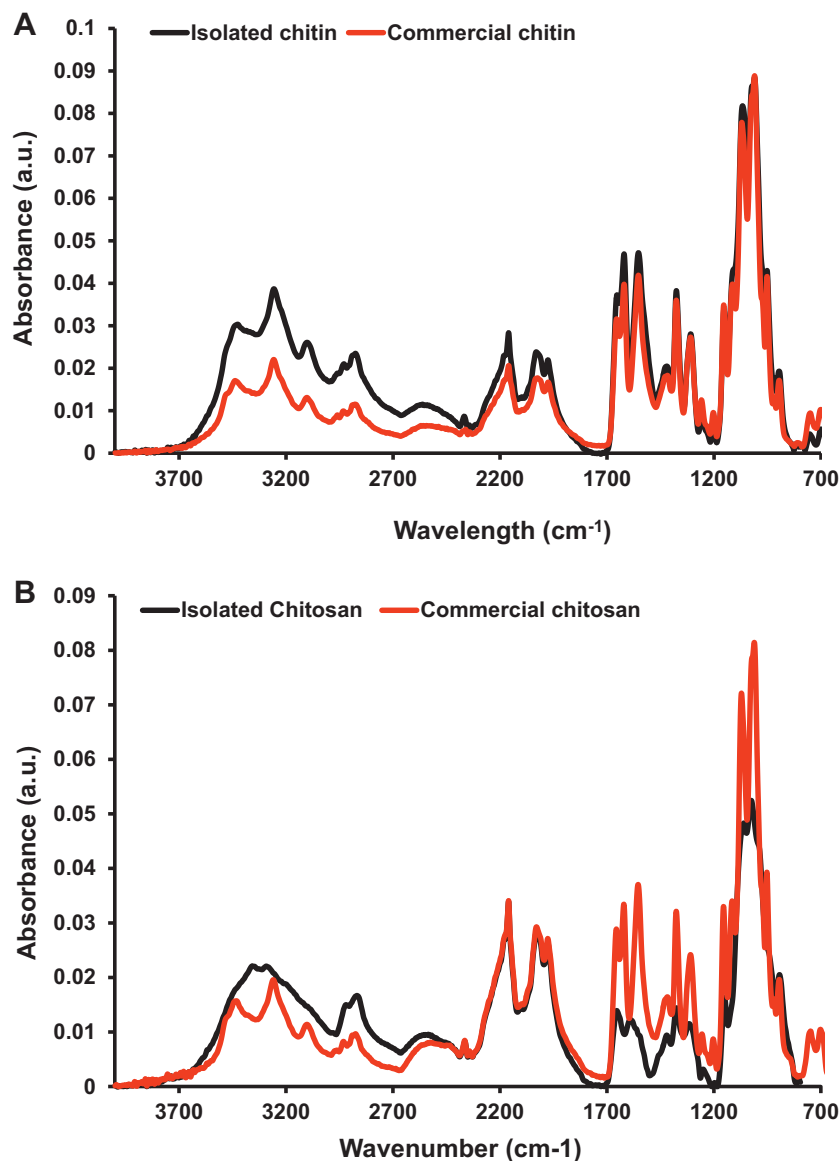 A
Isolated chitin Commercial chitin
0.1
0.09
0.08
0.07
0.06
0.05
0.04
0.03
0.02
0.01
0
Absorbance (a.u.)
3700 3200 2700 2200 1700 1200 700
Wavelength (cm⁻¹)
B
Isolated Chitosan Commercial chitosan
0.09
0.08
0.07
0.06
0.05
0.04
0.03
0.02
0.01
0
Absorbance (a.u.)
3700 3200 2700 2200 1700 1200 700
Wavenumber (cm-1)